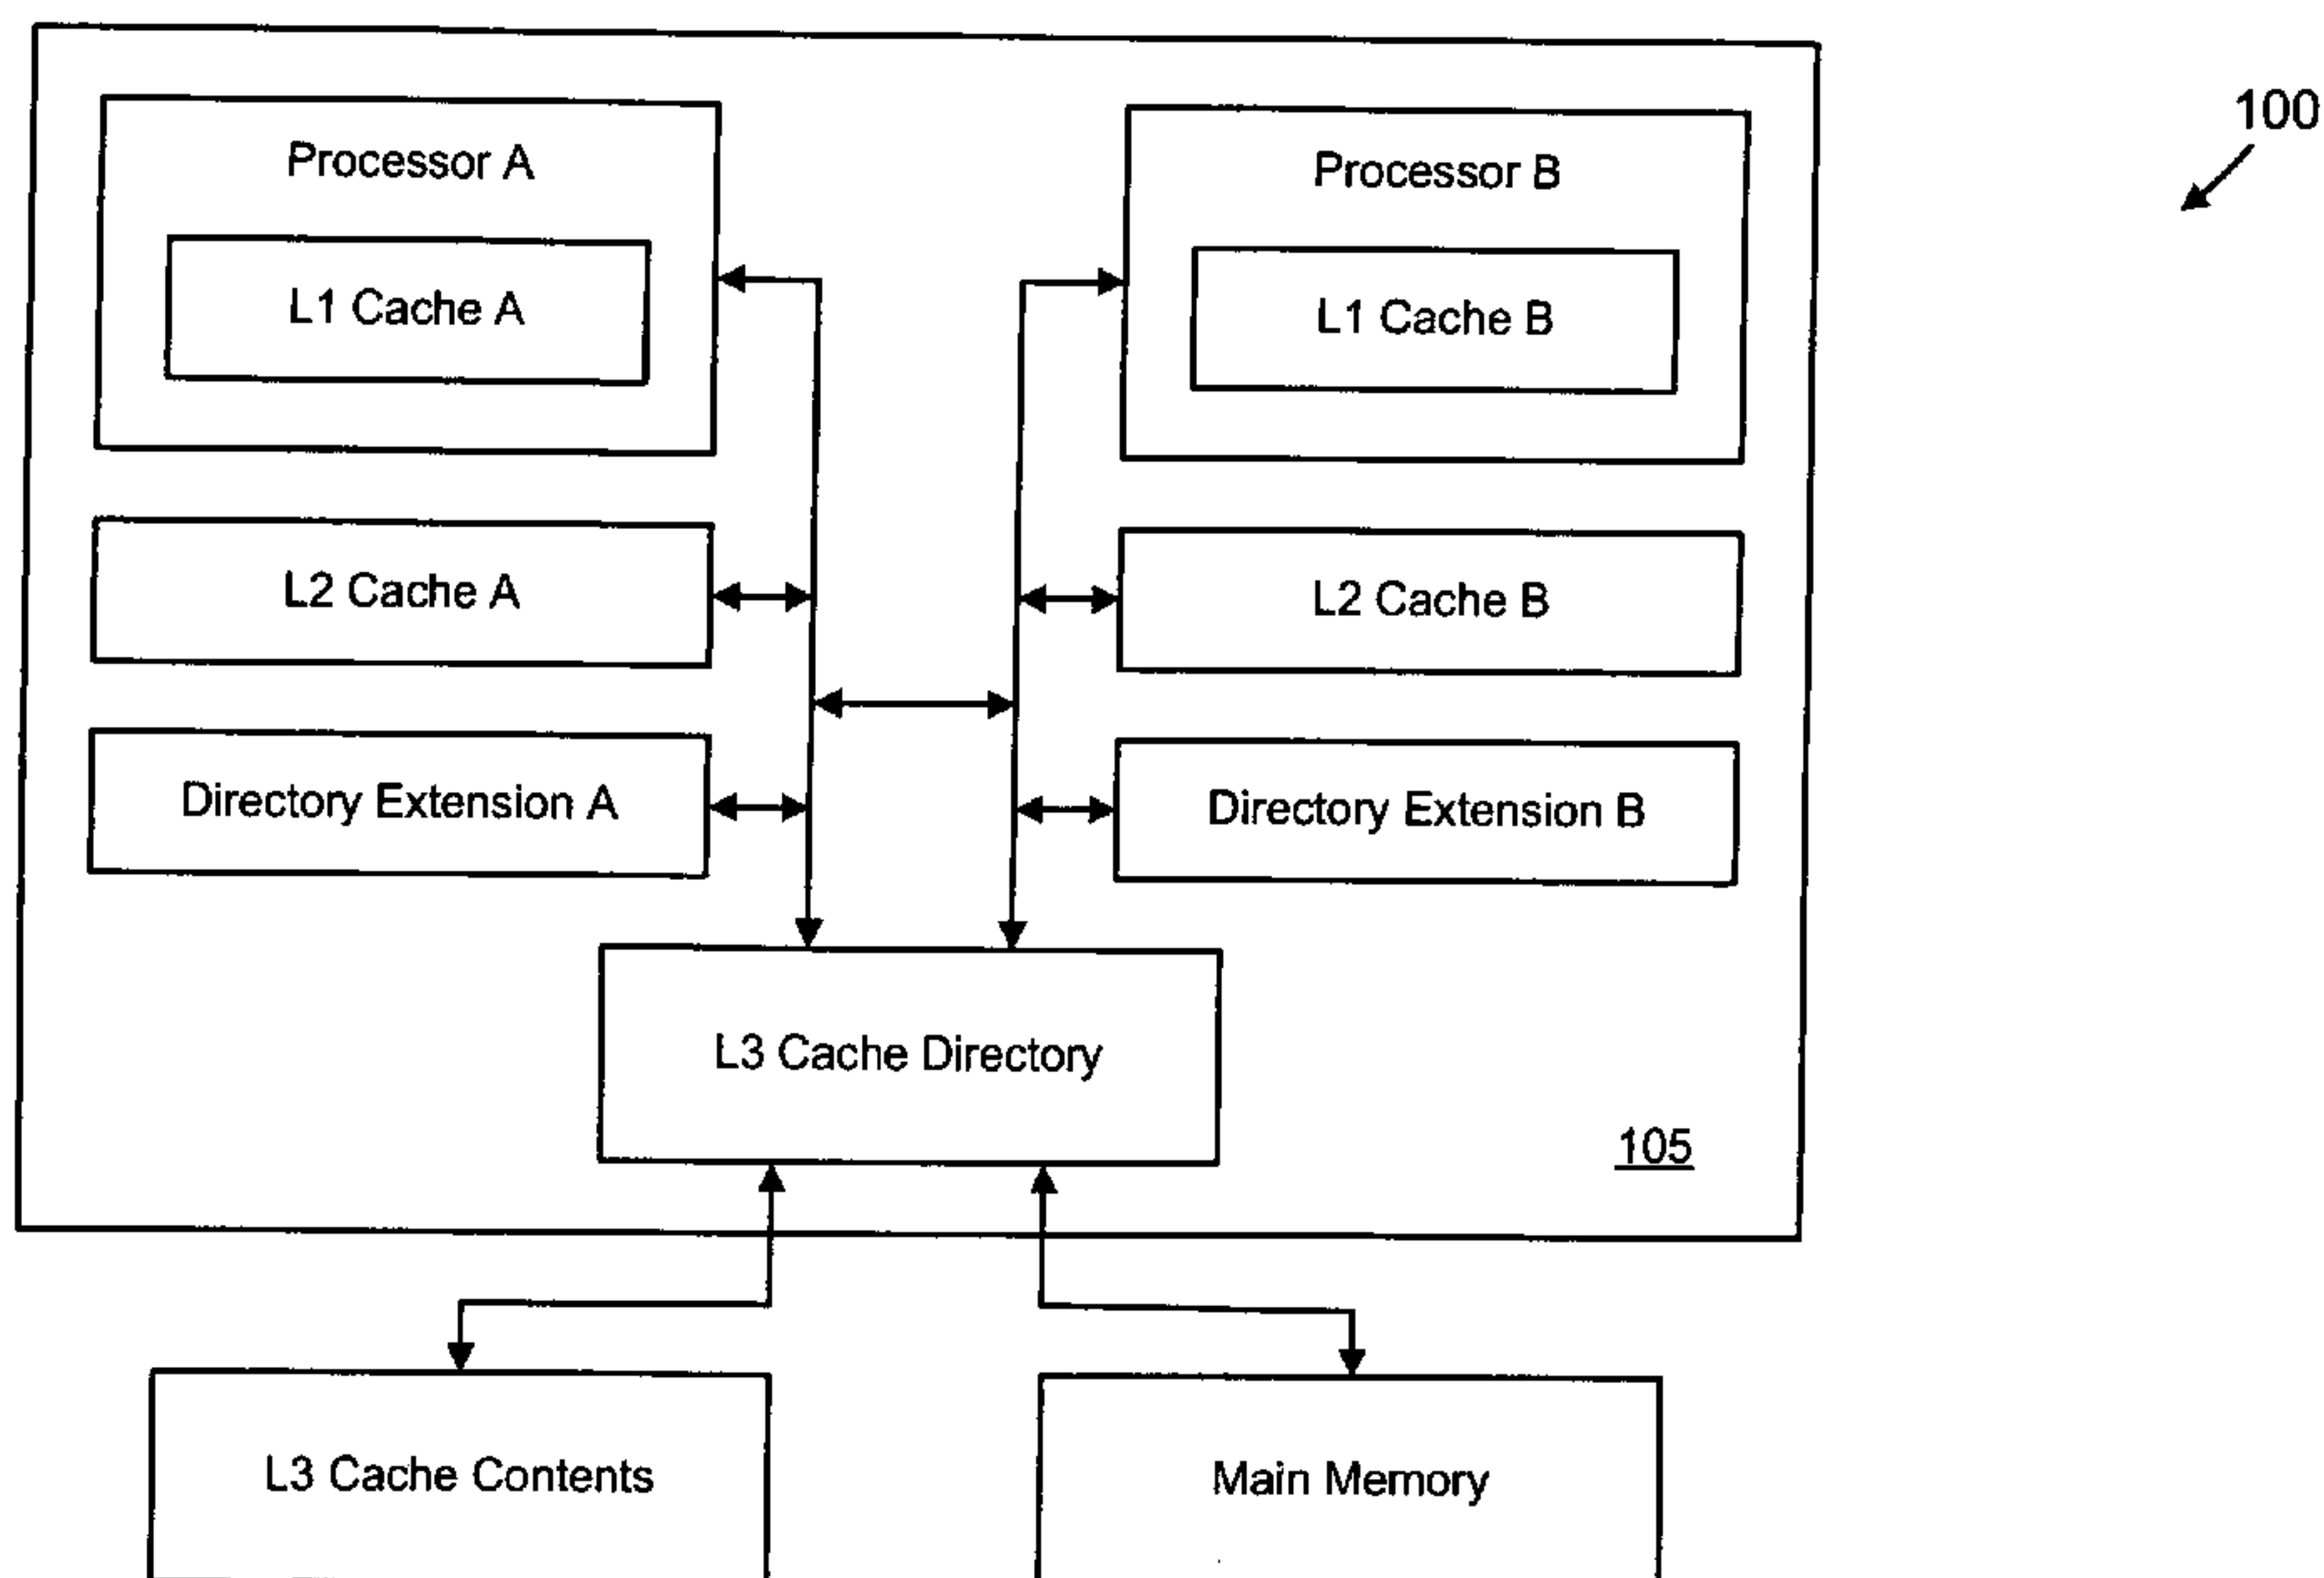 100
Processor A
Processor B
L1 Cache A
L1 Cache B
L2 Cache A
L2 Cache B
Directory Extension A
Directory Extension B
L3 Cache Directory
105
L3 Cache Contents
Main Memory